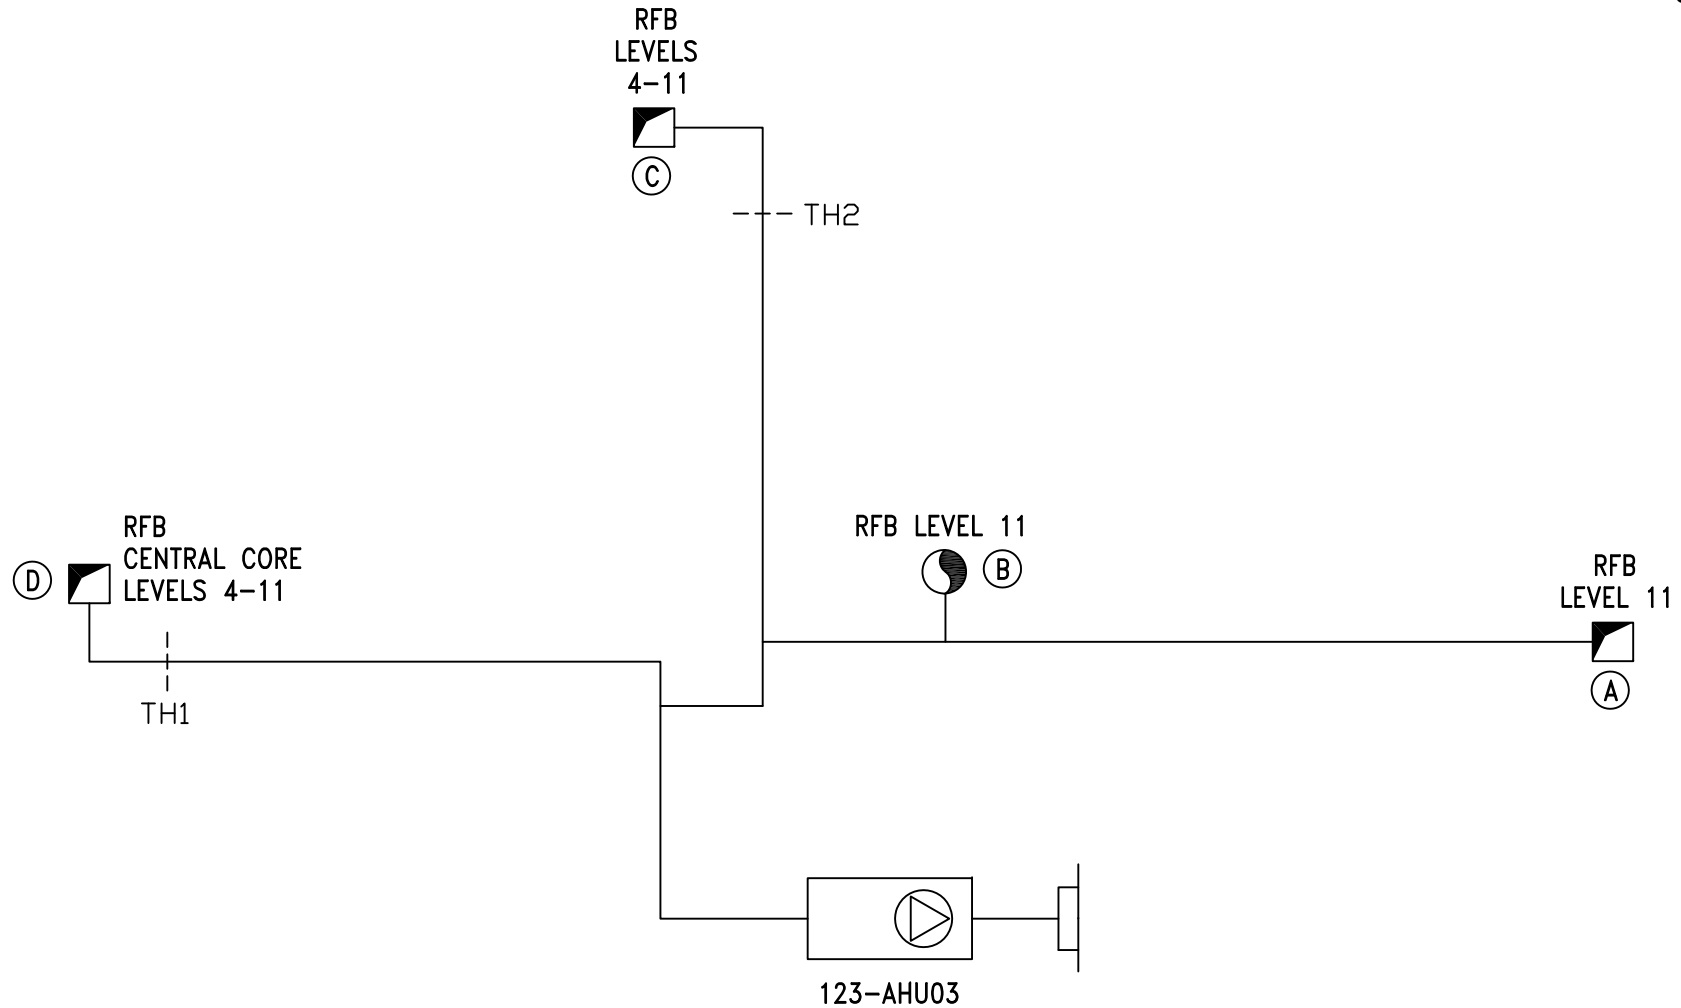 RFB
LEVELS
4-11
C
TH2
RFB
CENTRAL CORE
LEVELS 4-11
D
TH1
RFB LEVEL 11
B
RFB
LEVEL 11
A
123-AHU03